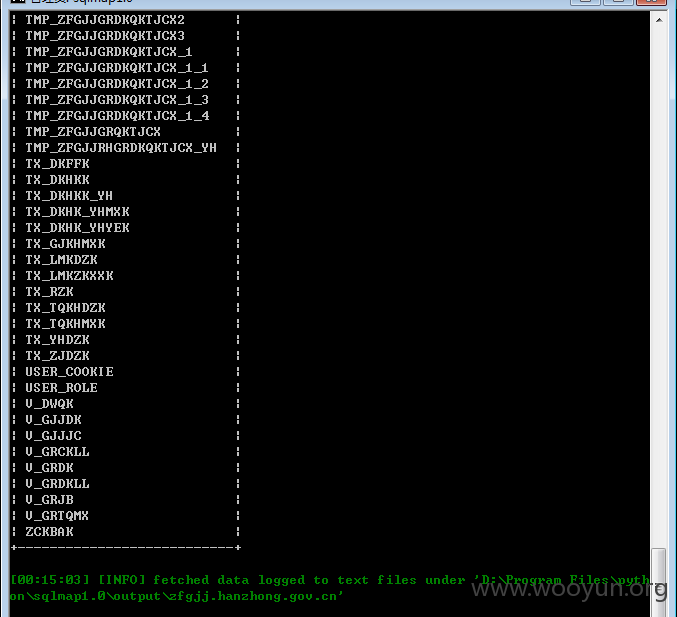 | TMP_ZFGJJGRDKQKTJCX2 |
| TMP_ZFGJJGRDKQKTJCX3 |
| TMP_ZFGJJGRDKQKTJCX_1 |
| TMP_ZFGJJGRDKQKTJCX_1_1 |
| TMP_ZFGJJGRDKQKTJCX_1_2 |
| TMP_ZFGJJGRDKQKTJCX_1_3 |
| TMP_ZFGJJGRDKQKTJCX_1_4 |
| TMP_ZFGJJGRQKTJCX |
| TMP_ZFGJJRHGRDKQKTJCX_YH |
| TX_DKFFK |
| TX_DKHKK |
| TX_DKHKK_YH |
| TX_DKHK_YHMXK |
| TX_DKHK_YHYEK |
| TX_GJKHMXK |
| TX_LMKDZK |
| TX_LMKZKXXK |
| TX_RZK |
| TX_TQKHDZK |
| TX_TQKHMXK |
| TX_YHDZK |
| TX_ZJDZK |
| USER_COOKIE |
| USER_ROLE |
| V_DWQK |
| V_GJJDK |
| V_GJJJC |
| V_GRCKLL |
| V_GRDK |
| V_GRDKLL |
| V_GRJB |
| V_GRTQMX |
| ZCKBAK |
+---------------------------+
[00:15:03] [INFO] fetched data logged to text files under 'D:\Program Files\pyth
on\sqlmap1.0\output\zfgjj.hanzhong.gov.cn'
www.wooyun.org